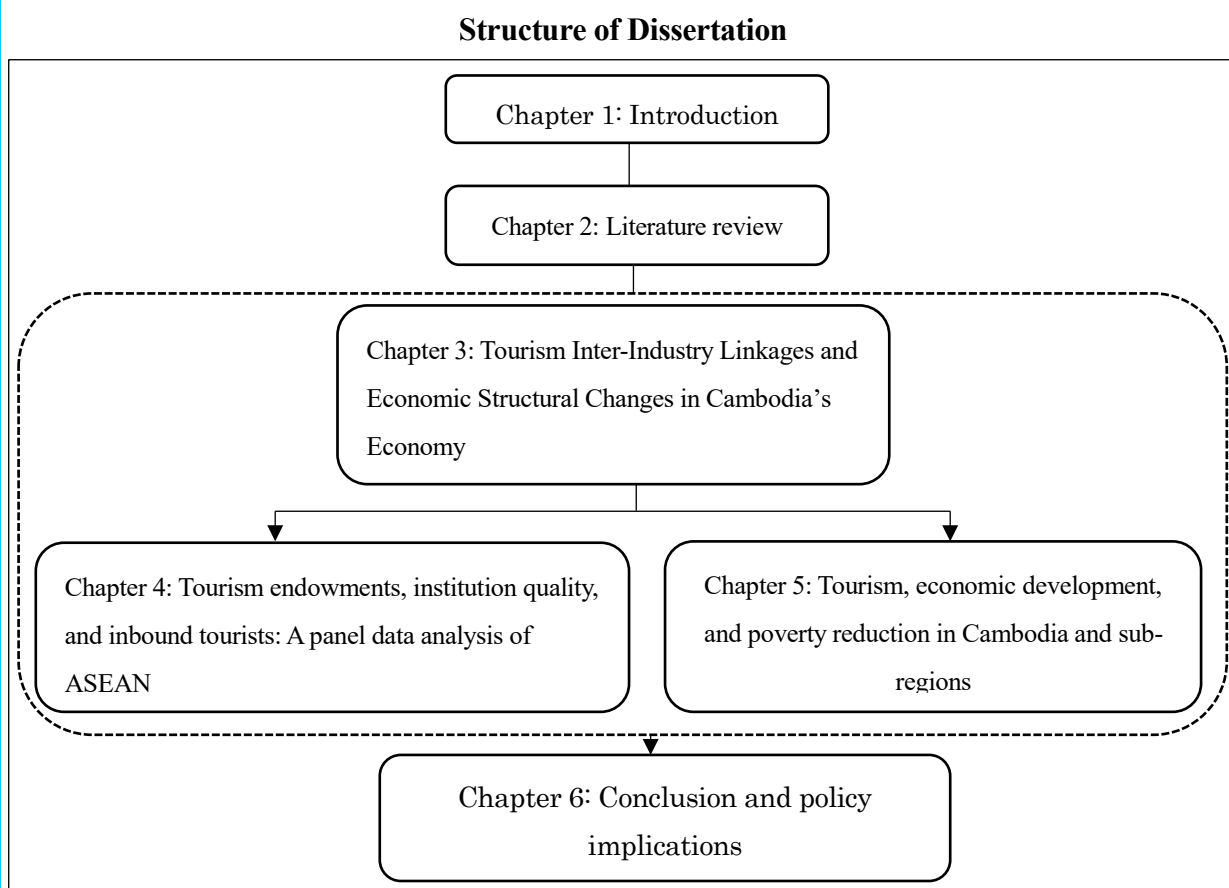 Structure of Dissertation
Chapter 1: Introduction
Chapter 2: Literature review
Chapter 3: Tourism Inter-Industry Linkages and
Economic Structural Changes in Cambodia’s
Economy
Chapter 4: Tourism endowments, institution quality,
and inbound tourists: A panel data analysis of
ASEAN
Chapter 5: Tourism, economic development,
and poverty reduction in Cambodia and sub-
regions
Chapter 6: Conclusion and policy
implications